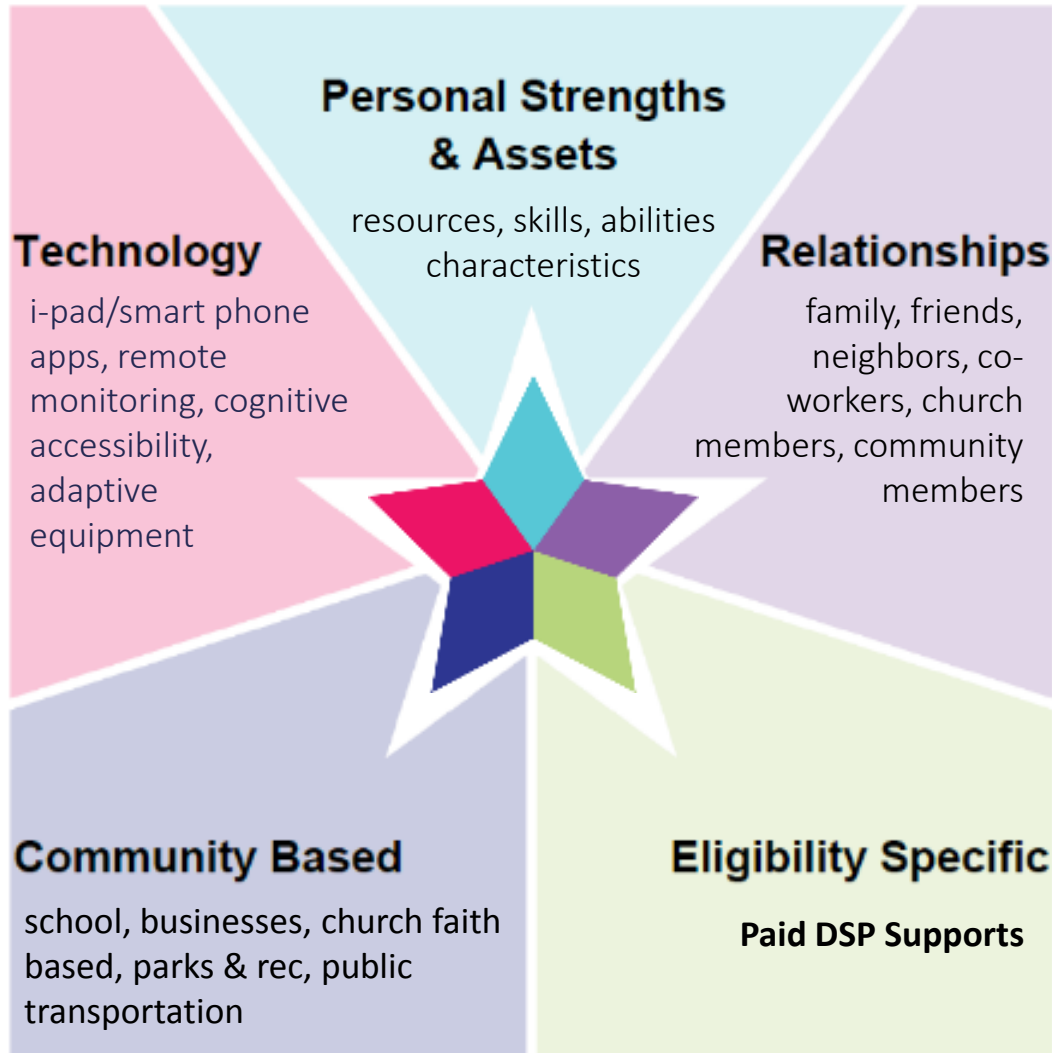 Personal Strengths
& Assets
resources, skills, abilities
characteristics
Technology
i-pad/smart phone
apps, remote
monitoring, cognitive
accessibility,
adaptive
equipment
Relationships
family, friends,
neighbors, co-
workers, church
members, community
members
Community Based
school, businesses, church faith
based, parks & rec, public
transportation
Eligibility Specific
Paid DSP Supports